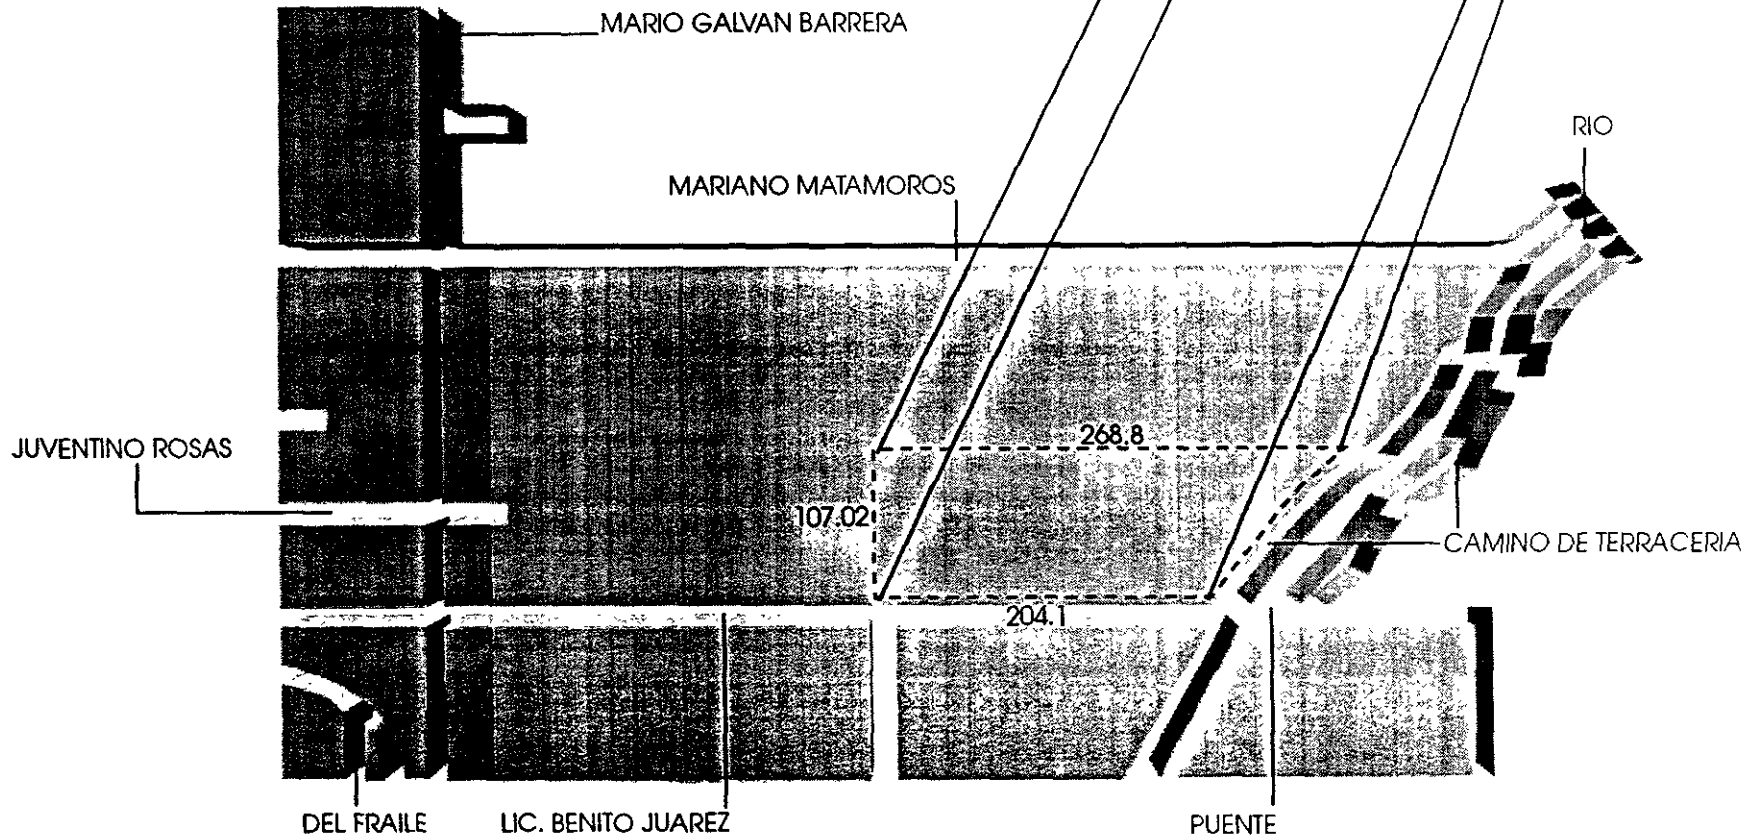 MARIO GALVAN BARRERA
RIO
MARIANO MATAMOROS
268.8
JUVENTINO ROSAS
107.02
CAMINO DE TERRACERIA
204.1
DEL FRAILE
LIC. BENITO JUAREZ
PUENTE